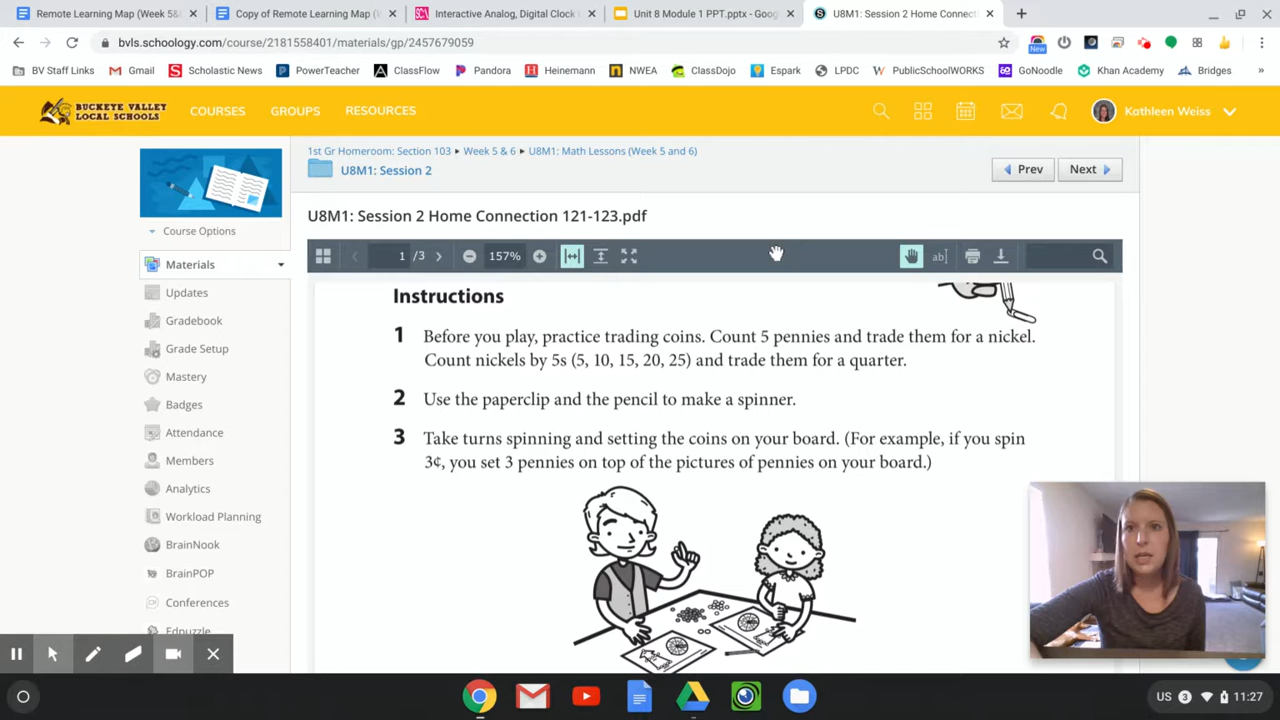 Remote Learning Map (Week 5&
Copy of Remote Learning Map (W
Interactive Analog, Digital Clock
Unit 8 Module 1 PPT.pptx - Goog
U8M1: Session 2 Home Connecti
bvls.schoology.com/course/2181558401/materials/gp/2457679059
New
BV Staff Links
Gmail
Scholastic News
PowerTeacher
ClassFlow
Pandora
Heinemann
NWEA
ClassDojo
Espark
LPDC
PublicSchoolWORKS
GoNoodle
Khan Academy
Bridges
»
BUCKEYE VALLEY
LOCAL SCHOOLS
COURSES
GROUPS
RESOURCES
Kathleen Weiss
1st Gr Homeroom: Section 103 ▸ Week 5 & 6 ▸ U8M1: Math Lessons (Week 5 and 6)
U8M1: Session 2
Prev
Next
Course Options
Materials
Updates
Gradebook
Grade Setup
Mastery
Badges
Attendance
Members
Analytics
Workload Planning
BrainNook
BrainPOP
Conferences
Edpuzzle
U8M1: Session 2 Home Connection 121-123.pdf
1 /3
157%
ab
Instructions
1 Before you play, practice trading coins. Count 5 pennies and trade them for a nickel.
Count nickels by 5s (5, 10, 15, 20, 25) and trade them for a quarter.
2 Use the paperclip and the pencil to make a spinner.
3 Take turns spinning and setting the coins on your board. (For example, if you spin
3¢, you set 3 pennies on top of the pictures of pennies on your board.)
US
3
11:27